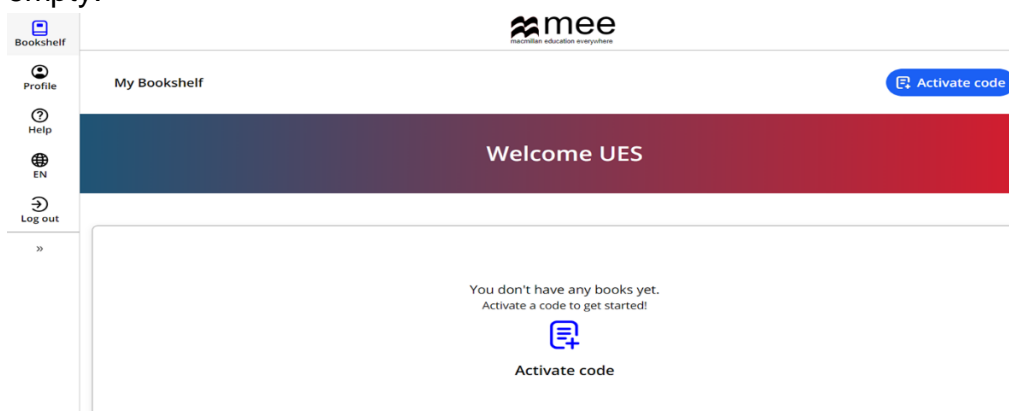 Bookshelf
mee
macmillan education everywhere
Profile
My Bookshelf
Activate code
Help
EN
Welcome UES
Log out
»
You don't have any books yet.
Activate a code to get started!
Activate code